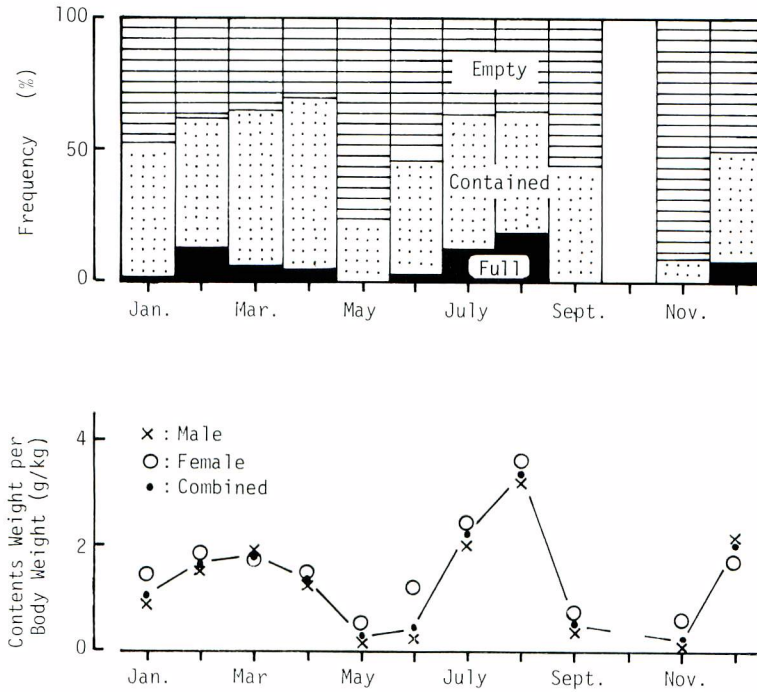 100
50
0
Frequency (%)
Empty
Contained
Full
Jan. Mar. May July Sept. Nov.
4
2
0
Contents Weight per
Body Weight (g/kg)
×: Male
○: Female
•: Combined
Jan. Mar May July Sept. Nov.